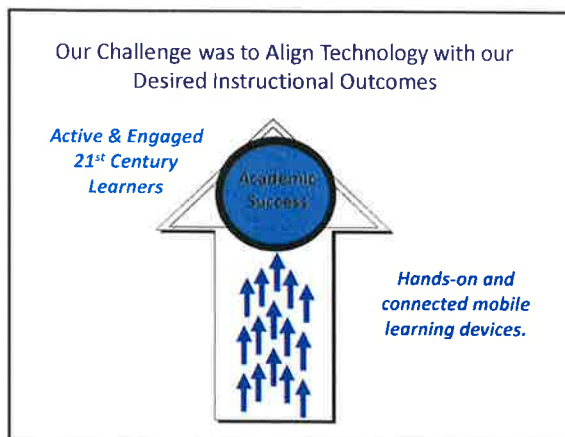 Our Challenge was to Align Technology with our
Desired Instructional Outcomes
Active & Engaged
21st Century
Learners
Academic
Success
Hands-on and
connected mobile
learning devices.